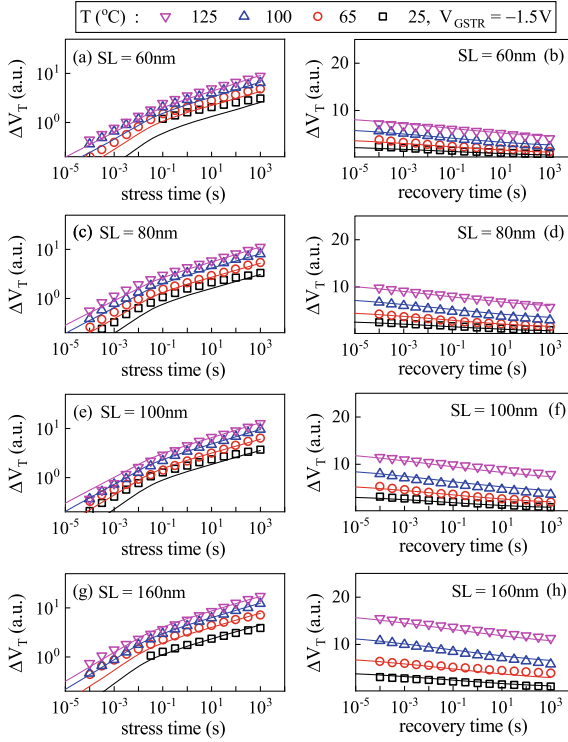 T (°C) : 125 100 65 25, V_GSTR = −1.5V
(a) SL = 60nm
ΔV_T (a.u.)
10^1
10^0
10^-5 10^-3 10^-1 10^1 10^3
stress time (s)
SL = 60nm (b)
ΔV_T (a.u.)
20
10
10^-5 10^-3 10^-1 10^1 10^3
recovery time (s)
(c) SL = 80nm
ΔV_T (a.u.)
10^1
10^0
10^-5 10^-3 10^-1 10^1 10^3
stress time (s)
SL = 80nm (d)
ΔV_T (a.u.)
20
10
10^-5 10^-3 10^-1 10^1 10^3
recovery time (s)
(e) SL = 100nm
ΔV_T (a.u.)
10^1
10^0
10^-5 10^-3 10^-1 10^1 10^3
stress time (s)
SL = 100nm (f)
ΔV_T (a.u.)
20
10
10^-5 10^-3 10^-1 10^1 10^3
recovery time (s)
(g) SL = 160nm
ΔV_T (a.u.)
10^1
10^0
10^-5 10^-3 10^-1 10^1 10^3
stress time (s)
SL = 160nm (h)
ΔV_T (a.u.)
20
10
10^-5 10^-3 10^-1 10^1 10^3
recovery time (s)